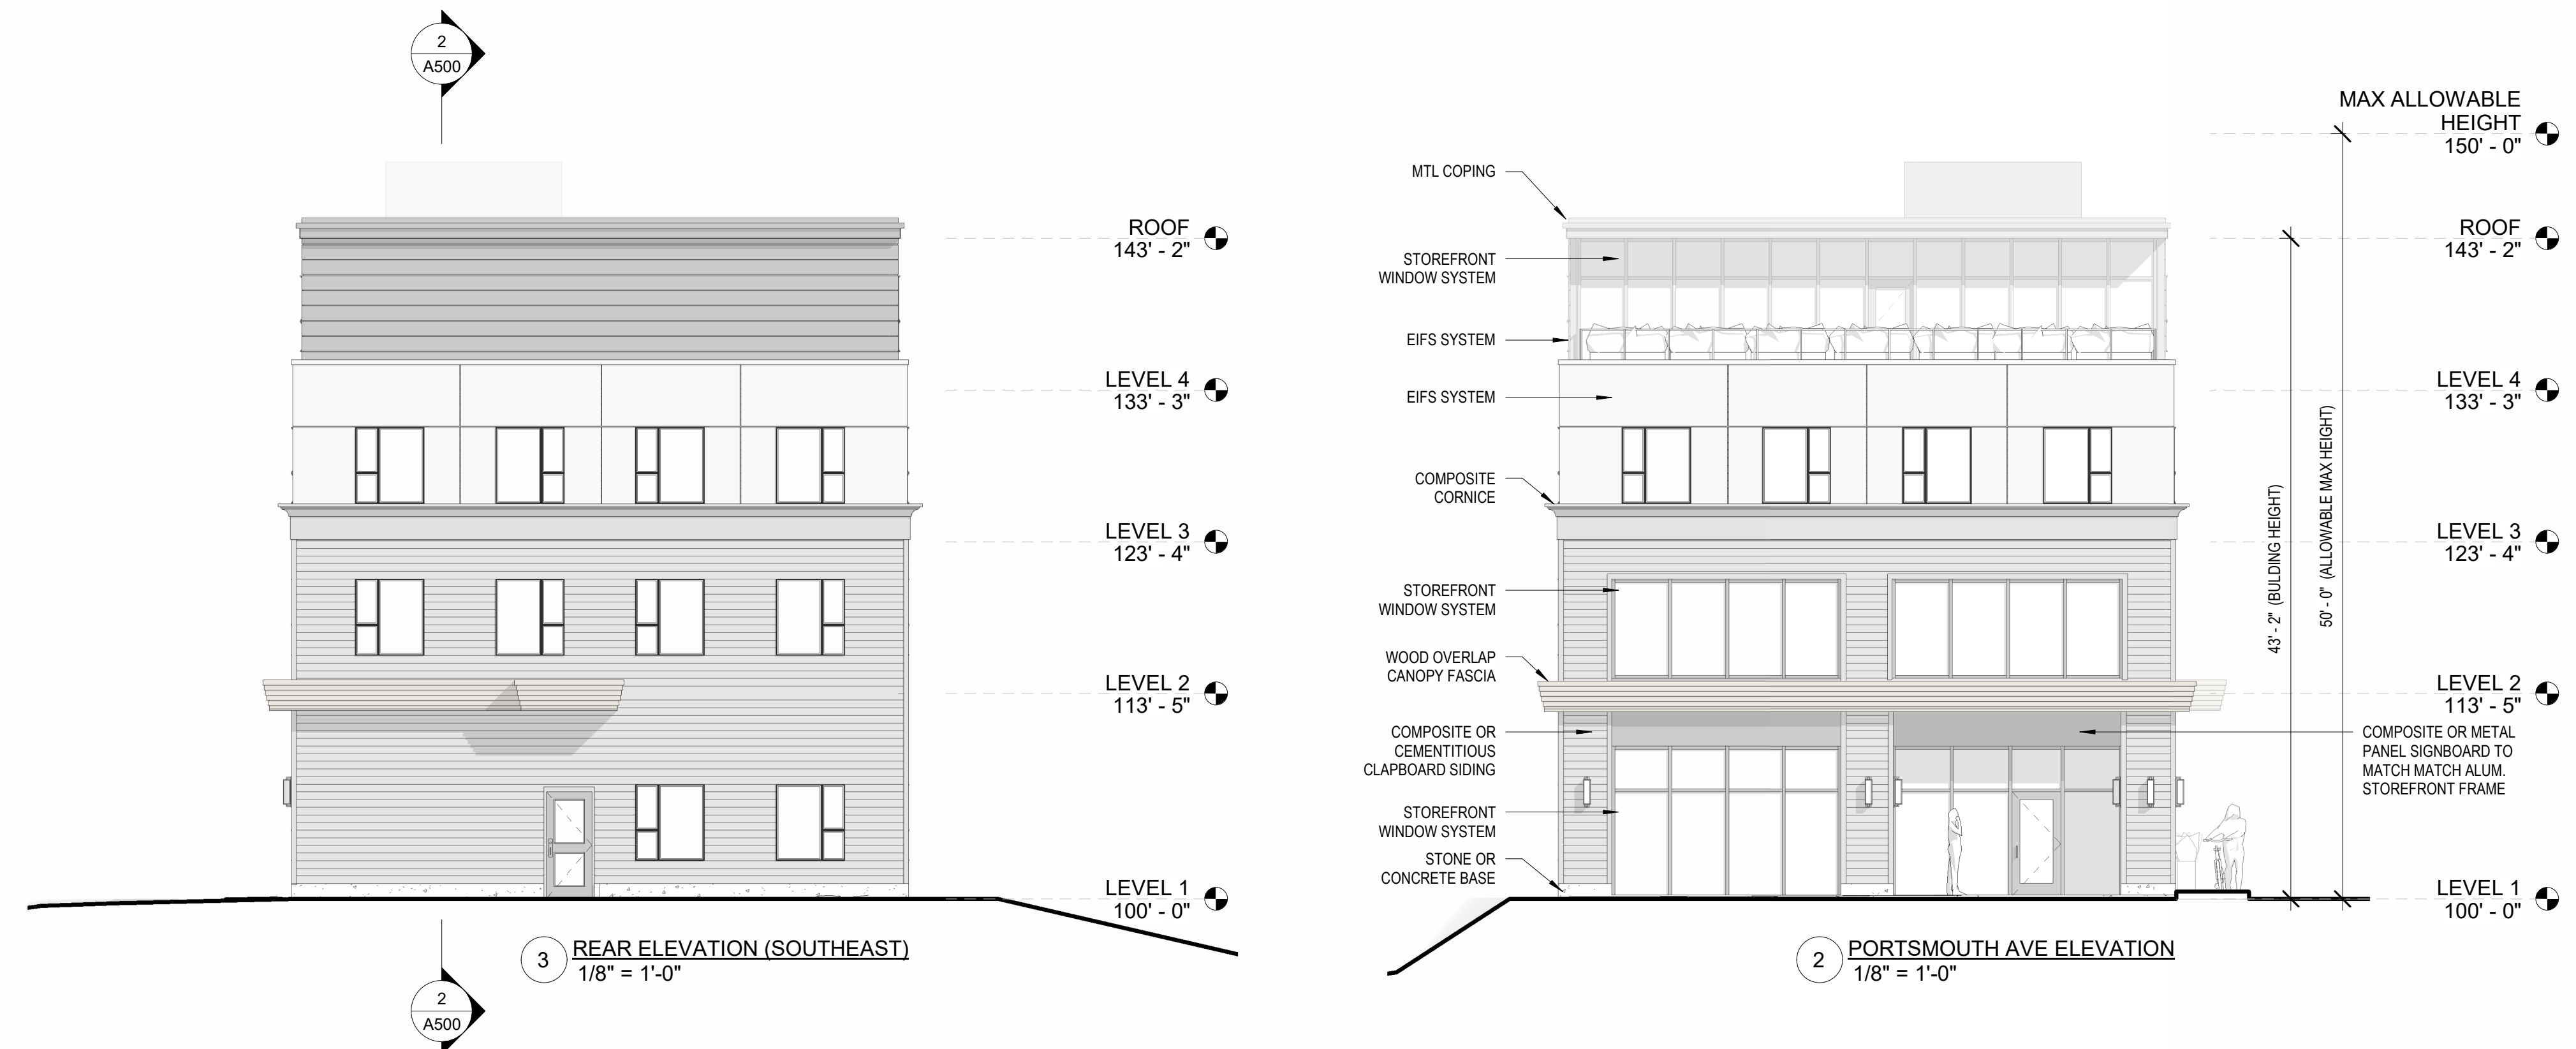 2
A500
ROOF
143' - 2"
LEVEL 4
133' - 3"
LEVEL 3
123' - 4"
LEVEL 2
113' - 5"
LEVEL 1
100' - 0"
3
REAR ELEVATION (SOUTHEAST)
1/8" = 1'-0"
2
A500
MTL COPING
STOREFRONT
WINDOW SYSTEM
EIFS SYSTEM
EIFS SYSTEM
COMPOSITE
CORNICE
STOREFRONT
WINDOW SYSTEM
WOOD OVERLAP
CANOPY FASCIA
COMPOSITE OR
CEMENTITIOUS
CLAPBOARD SIDING
STOREFRONT
WINDOW SYSTEM
STONE OR
CONCRETE BASE
2
PORTSMOUTH AVE ELEVATION
1/8" = 1'-0"
43' - 2" (BULDING HEIGHT)
50' - 0" (ALLOWABLE MAX HEIGHT)
MAX ALLOWABLE
HEIGHT
150' - 0"
ROOF
143' - 2"
LEVEL 4
133' - 3"
LEVEL 3
123' - 4"
LEVEL 2
113' - 5"
COMPOSITE OR METAL
PANEL SIGNBOARD TO
MATCH MATCH ALUM.
STOREFRONT FRAME
LEVEL 1
100' - 0"